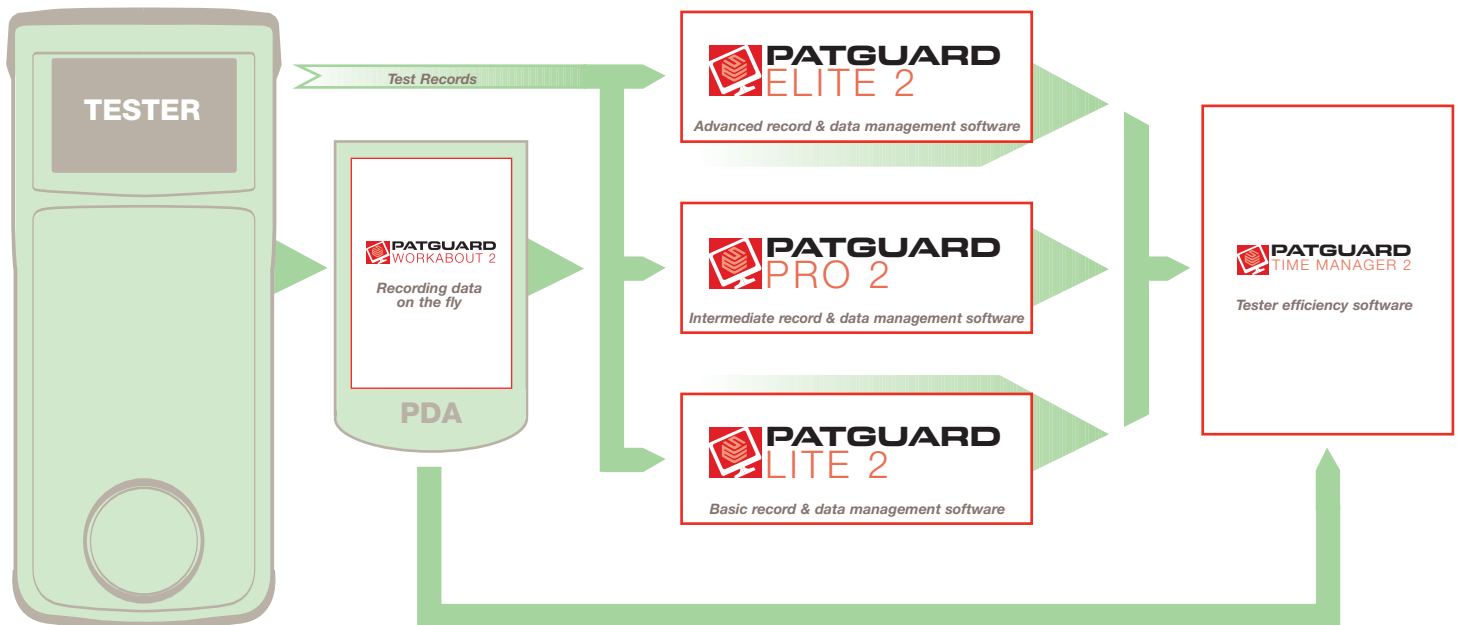 TESTER
Test Records
PATGUARD
WORKABOUT 2
Recording data
on the fly
PDA
PATGUARD
ELITE 2
Advanced record & data management software
PATGUARD
PRO 2
Intermediate record & data management software
PATGUARD
LITE 2
Basic record & data management software
PATGUARD
TIME MANAGER 2
Tester efficiency software